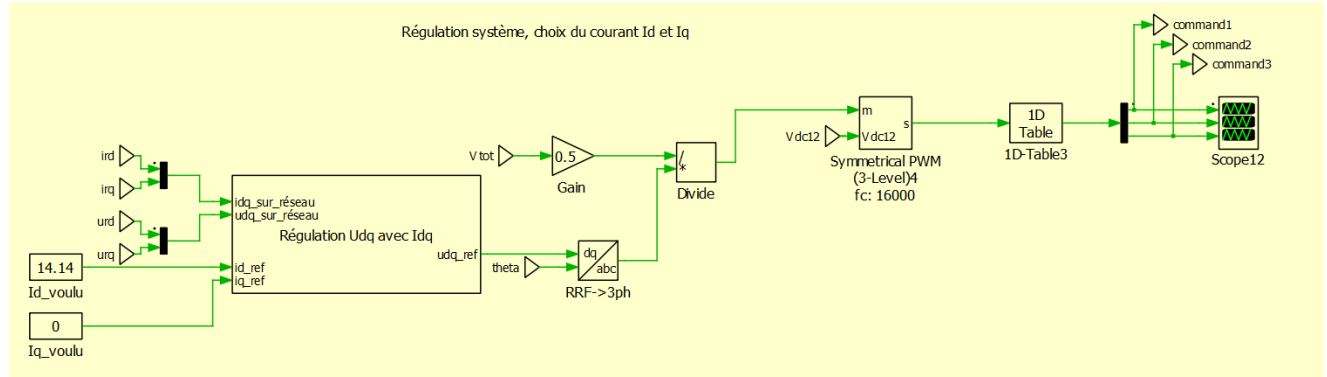 Régulation système, choix du courant Id et Iq
command1
command2
command3
ird
irq
urd
urq
14.14
Id_voulu
0
Iq_voulu
idq_sur_réseau
udq_sur_réseau
Régulation Udq avec Idq
udq_ref
id_ref
iq_ref
V tot
0.5
Gain
theta
dq
abc
RRF->3ph
/
*
Divide
V dc12
m
s
Vdc12
Symmetrical PWM
(3-Level)4
fc: 16000
1D
Table
1D-Table3
Scope12